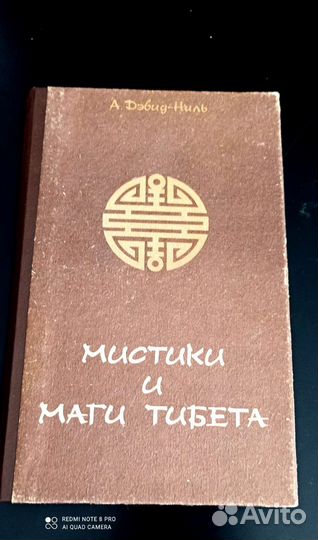 А. Дэвид-Ниль
МИСТИКИ
И
МАГИ ТИБЕТА
REDMI NOTE 8 PRO
AI QUAD CAMERA
Avito